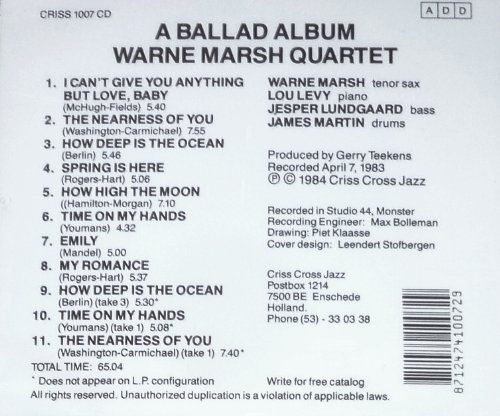 CRISS 1007 CD
A D D
A BALLAD ALBUM
WARNE MARSH QUARTET
1. I CAN'T GIVE YOU ANYTHING
BUT LOVE, BABY
(McHugh-Fields) 5.40
2. THE NEARNESS OF YOU
(Washington-Carmichael) 7.55
3. HOW DEEP IS THE OCEAN
(Berlin) 5.46
4. SPRING IS HERE
(Rogers-Hart) 5.06
5. HOW HIGH THE MOON
((Hamilton-Morgan) 7.10
6. TIME ON MY HANDS
(Youmans) 4.32
7. EMILY
(Mandel) 5.00
8. MY ROMANCE
(Rogers-Hart) 5.37
9. HOW DEEP IS THE OCEAN
(Berlin) (take 3) 5.30*
10. TIME ON MY HANDS
(Youmans) (take 1) 5.08*
11. THE NEARNESS OF YOU
(Washington-Carmichael) (take 1) 7.40*
TOTAL TIME: 65.04
* Does not appear on L.P. configuration
WARNE MARSH tenor sax
LOU LEVY piano
JESPER LUNDGAARD bass
JAMES MARTIN drums
Produced by Gerry Teekens
Recorded April 7, 1983
℗ © 1984 Criss Cross Jazz
Recorded in Studio 44, Monster
Recording Engineer: Max Bolleman
Drawing: Piet Klaasse
Cover design: Leendert Stofbergen
Criss Cross Jazz
Postbox 1214
7500 BE Enschede
Holland.
Phone (53) - 33 03 38
Write for free catalog
8712474100729
All rights reserved. Unauthorized duplication is a violation of applicable laws.